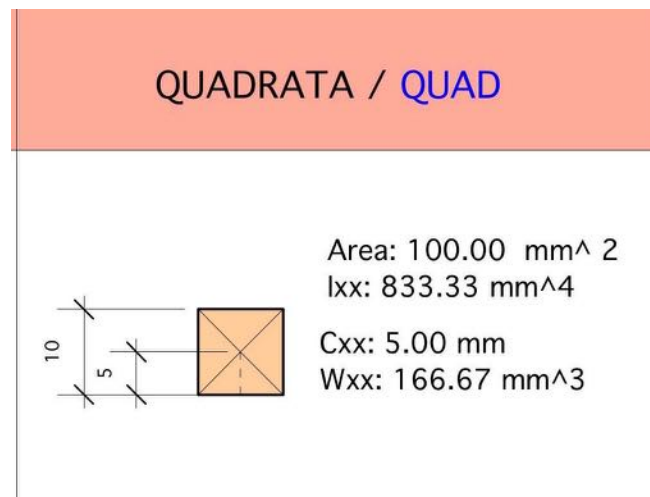 QUADRATA / QUAD
Area: 100.00 mm^ 2
Ixx: 833.33 mm^4
Cxx: 5.00 mm
Wxx: 166.67 mm^3
10
5